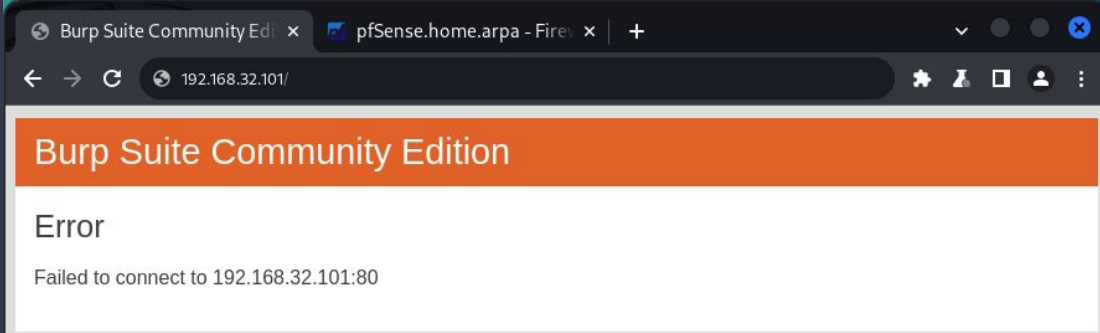 Burp Suite Community Edi
pfSense.home.arpa - Fire
192.168.32.101/
Burp Suite Community Edition
Error
Failed to connect to 192.168.32.101:80